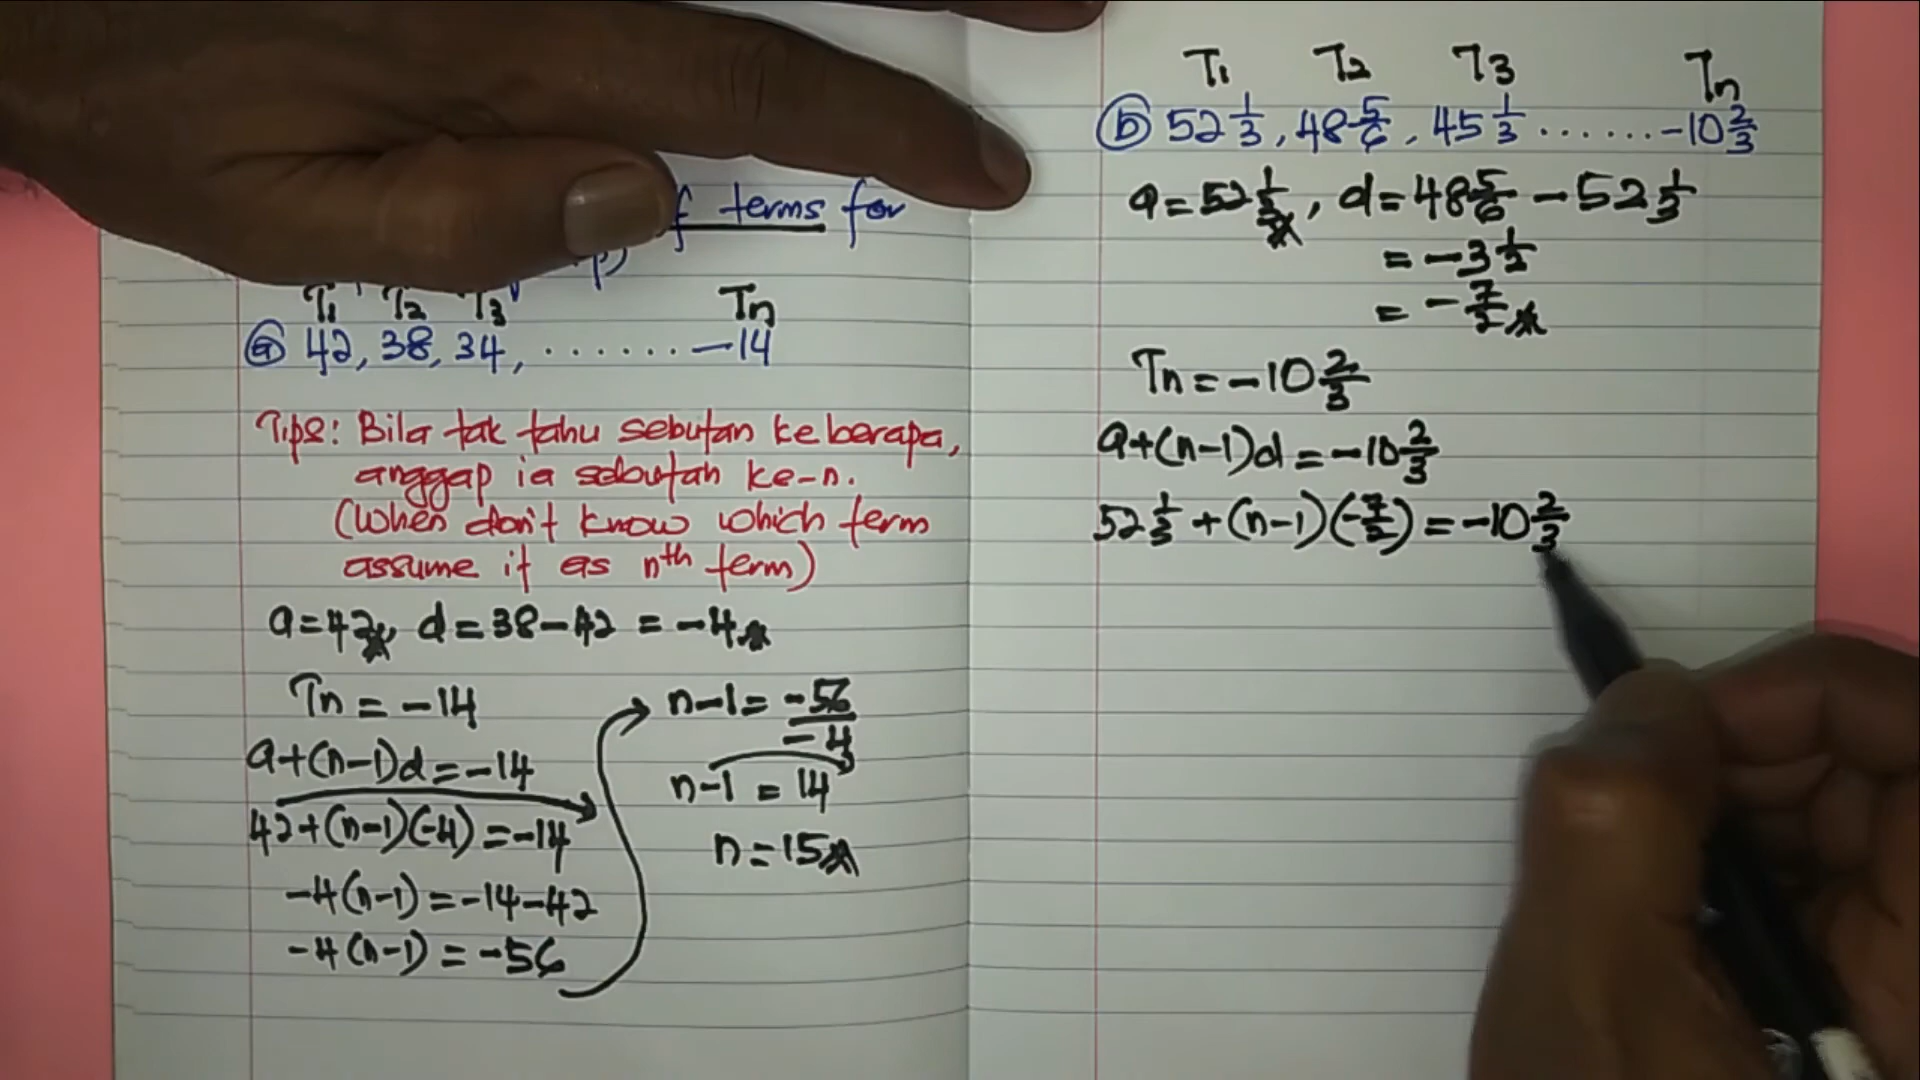 f terms for
T1 T2 T3 Tn
(a) 42, 38, 34, ....... -14
Tips: Bila tak tahu sebutan ke berapa,
anggap ia sebutan ke-n.
(When don't know which term
assume it as nth term)
a=42, d=38-42 = -4
Tn = -14
a+(n-1)d=-14
42+(n-1)(-4)=-14
-4(n-1)=-14-42
-4(n-1)=-56
n-1= -56/-4
n-1 = 14
n=15
T1 T2 T3 Tn
(b) 52 1/3, 48 5/6, 45 1/3 ....... -10 2/3
a=52 1/3, d=48 5/6 - 52 1/3
= -3 1/2
= -7/2
Tn = -10 2/3
a+(n-1)d=-10 2/3
52 1/3 +(n-1)(-7/2) = -10 2/3